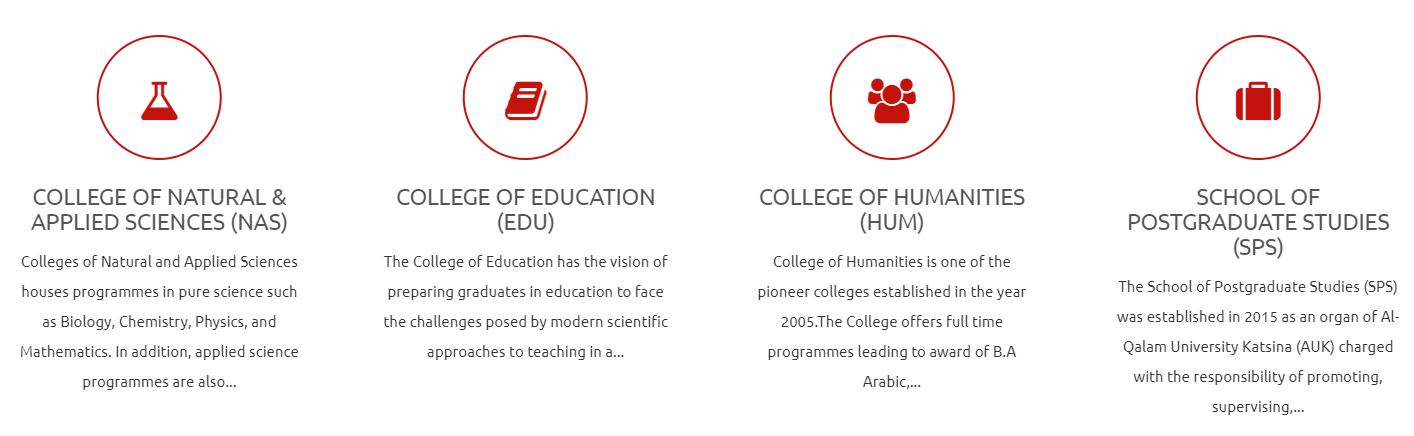 COLLEGE OF NATURAL &
APPLIED SCIENCES (NAS)
Colleges of Natural and Applied Sciences
houses programmes in pure science such
as Biology, Chemistry, Physics, and
Mathematics. In addition, applied science
programmes are also...
COLLEGE OF EDUCATION
(EDU)
The College of Education has the vision of
preparing graduates in education to face
the challenges posed by modern scientific
approaches to teaching in a...
COLLEGE OF HUMANITIES
(HUM)
College of Humanities is one of the
pioneer colleges established in the year
2005.The College offers full time
programmes leading to award of B.A
Arabic,...
SCHOOL OF
POSTGRADUATE STUDIES
(SPS)
The School of Postgraduate Studies (SPS)
was established in 2015 as an organ of Al-
Qalam University Katsina (AUK) charged
with the responsibility of promoting,
supervising,...